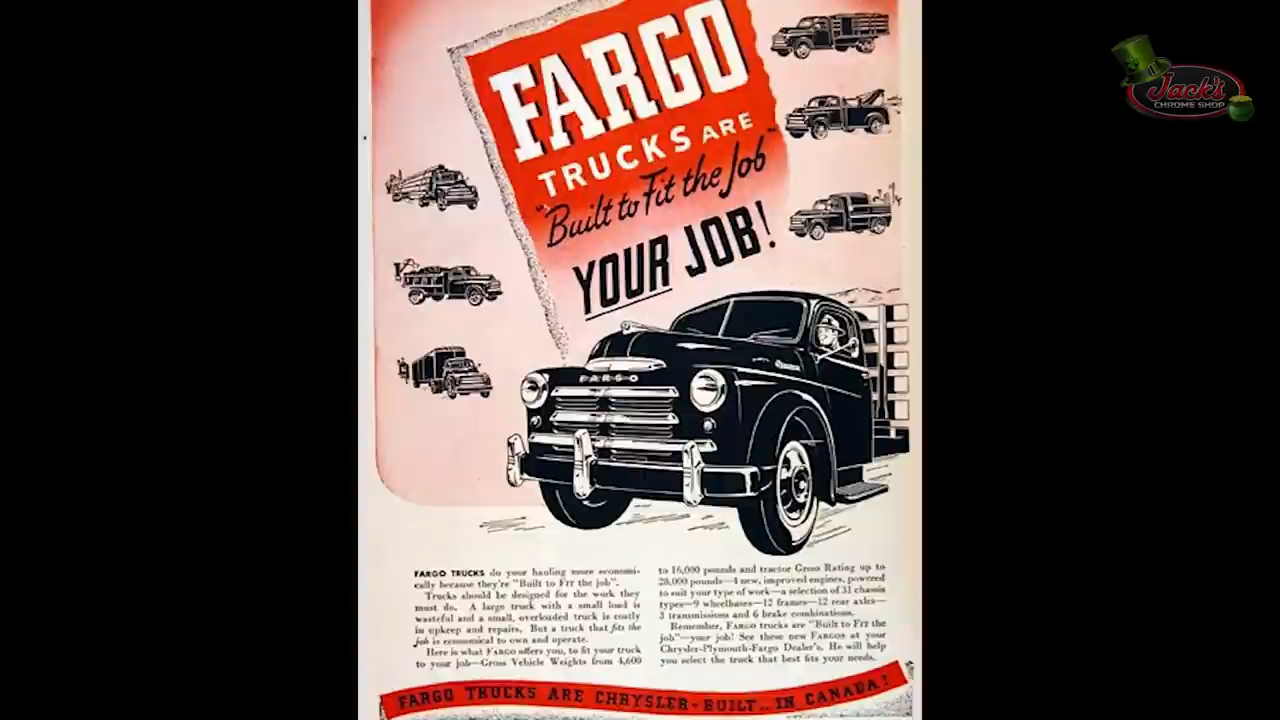 FARGO
TRUCKS ARE
"Built to Fit the Job"
YOUR JOB!
Jack's
CHROME SHOP
FARGO
FARGO TRUCKS do your hauling more economi-
cally because they're "Built to FIT the job".
Trucks should be designed for the work they
must do. A large truck with a small load is
wasteful and a small, overloaded truck is costly
in upkeep and repairs. But a truck that fits the
job is economical to own and operate.
Here is what FARGO offers you, to fit your truck
to your job—Gross Vehicle Weights from 4,600
to 16,000 pounds and tractor Gross Rating up to
28,000 pounds—4 new, improved engines, powered
to suit your type of work—a selection of 31 chassis
types—9 wheelbases—12 frames—12 rear axles—
3 transmissions and 6 brake combinations.
Remember, FARGO trucks are "Built to FIT the
job"—your job! See these new FARGOS at your
Chrysler-Plymouth-Fargo Dealer's. He will help
you select the truck that best fits your needs.
FARGO TRUCKS ARE CHRYSLER-BUILT.. IN CANADA!